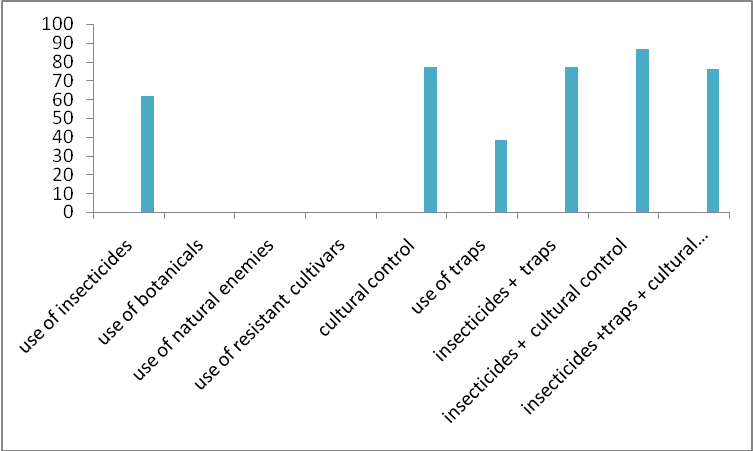 100
90
80
70
60
50
40
30
20
10
0
use of insecticides
use of botanicals
use of natural enemies
use of resistant cultivars
cultural control
use of traps
insecticides + traps
insecticides + cultural control
insecticides +traps + cultural...